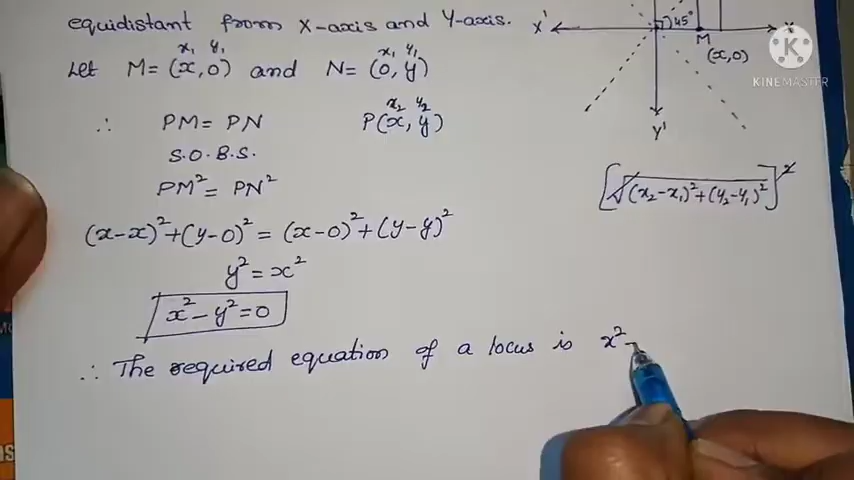 equidistant from X-axis and Y-axis.
X' 45° X
M
(x,0)
Y'
K
KINEMASTER
x₁ y₁ x₁ y₁
Let M= (x,0) and N= (0,y)
x₂ y₂
∴ PM= PN P(x,y)
S.O.B.S.
PM² = PN²
[√(x₂-x₁)²+(y₂-y₁)²]²
(x-x)²+(y-0)² = (x-0)²+(y-y)²
y² = x²
x² - y² = 0
∴ The required equation of a locus is x² -